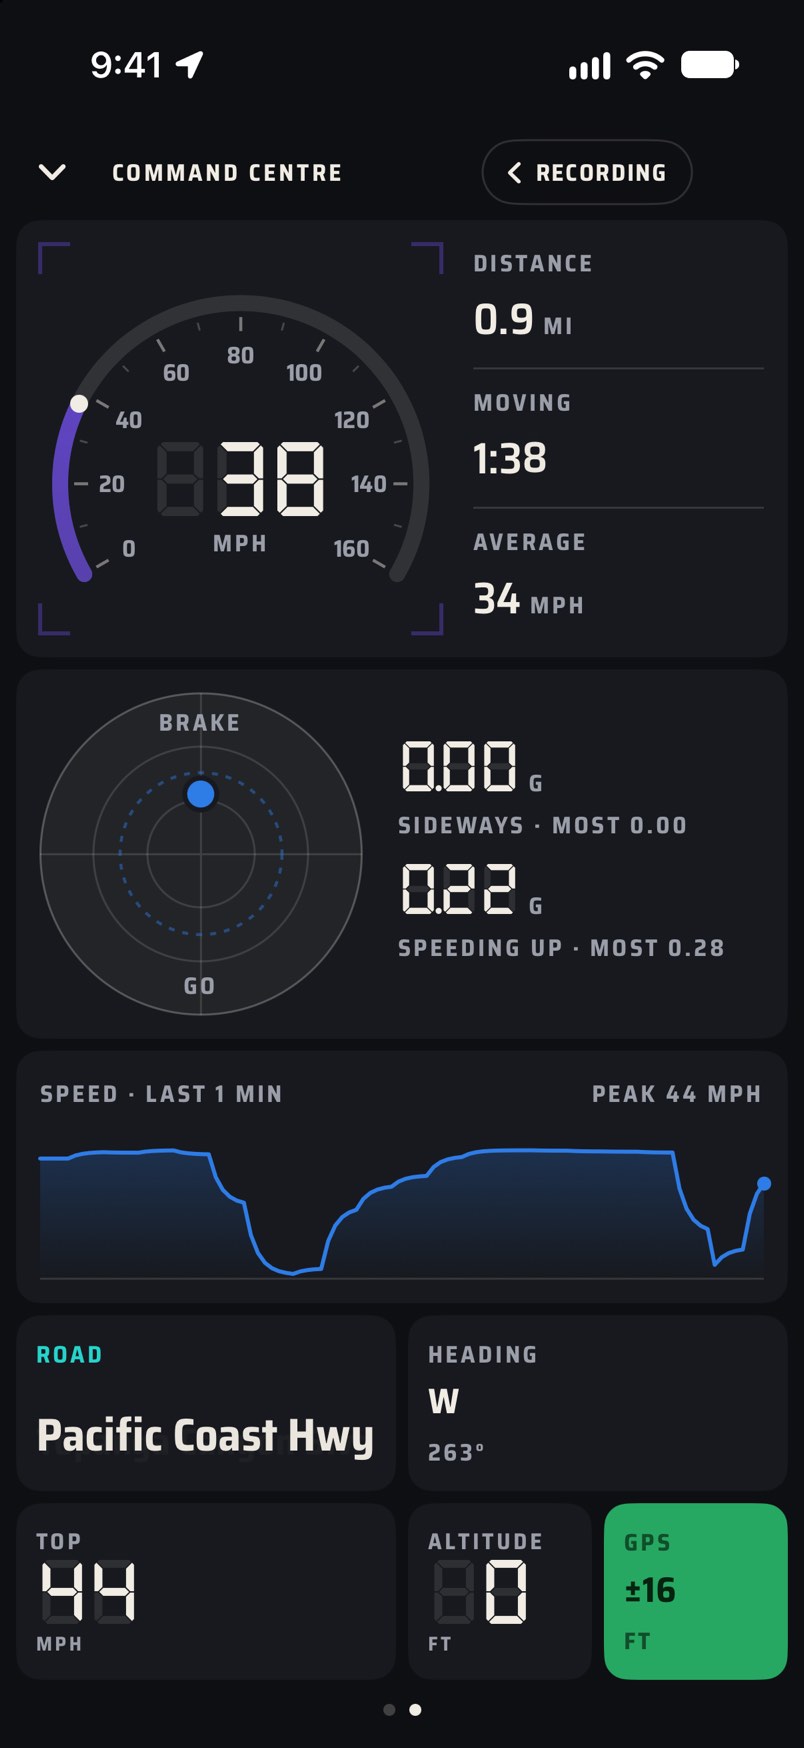 9:41
COMMAND CENTRE
RECORDING
DISTANCE
0.9 MI
MOVING
1:38
AVERAGE
34 MPH
0
20
40
60
80
100
120
140
160
38
MPH
BRAKE
GO
0.00 G
SIDEWAYS · MOST 0.00
0.22 G
SPEEDING UP · MOST 0.28
SPEED · LAST 1 MIN
PEAK 44 MPH
ROAD
Pacific Coast Hwy
HEADING
W
263°
TOP
44
MPH
ALTITUDE
0
FT
GPS
±16
FT